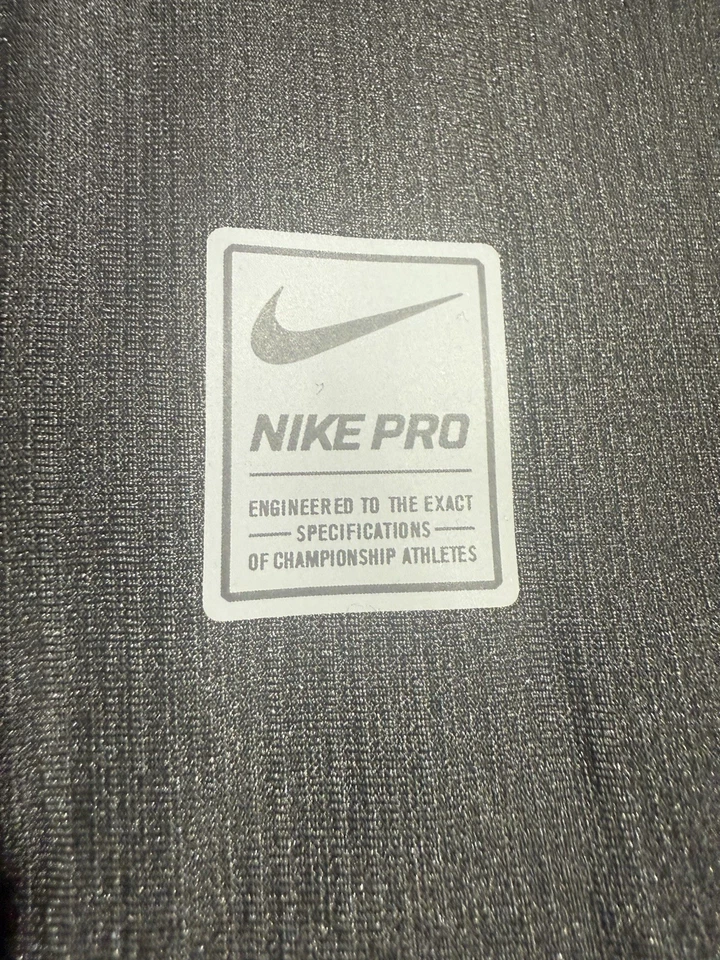 NIKE PRO
ENGINEERED TO THE EXACT
SPECIFICATIONS
OF CHAMPIONSHIP ATHLETES